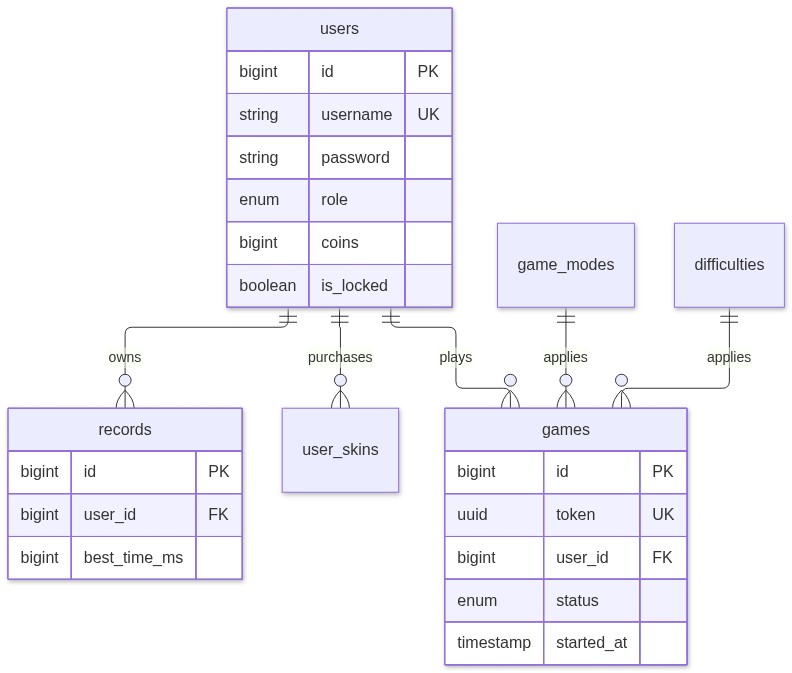 users
bigint id PK
string username UK
string password
enum role
bigint coins
boolean is_locked
game_modes
difficulties
owns
purchases
plays
applies
applies
records
bigint id PK
bigint user_id FK
bigint best_time_ms
user_skins
games
bigint id PK
uuid token UK
bigint user_id FK
enum status
timestamp started_at